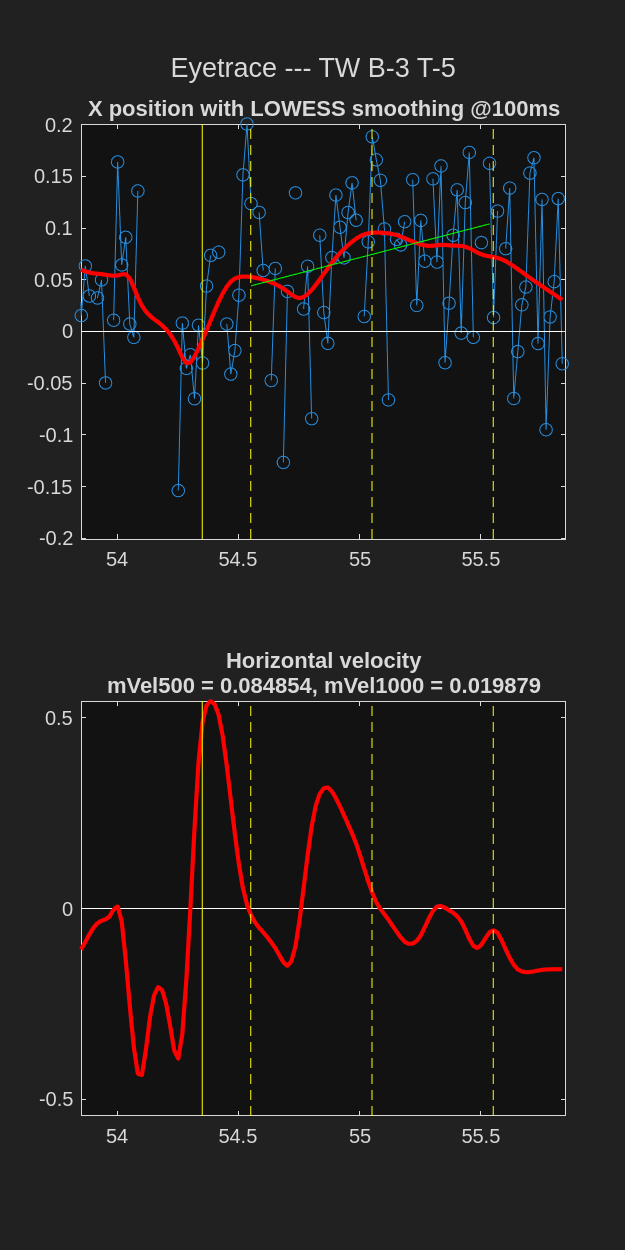 Eyetrace --- TW B-3 T-5
X position with LOWESS smoothing @100ms
0.2
0.15
0.1
0.05
0
-0.05
-0.1
-0.15
-0.2
54 54.5 55 55.5
Horizontal velocity
mVel500 = 0.084854, mVel1000 = 0.019879
0.5
0
-0.5
54 54.5 55 55.5